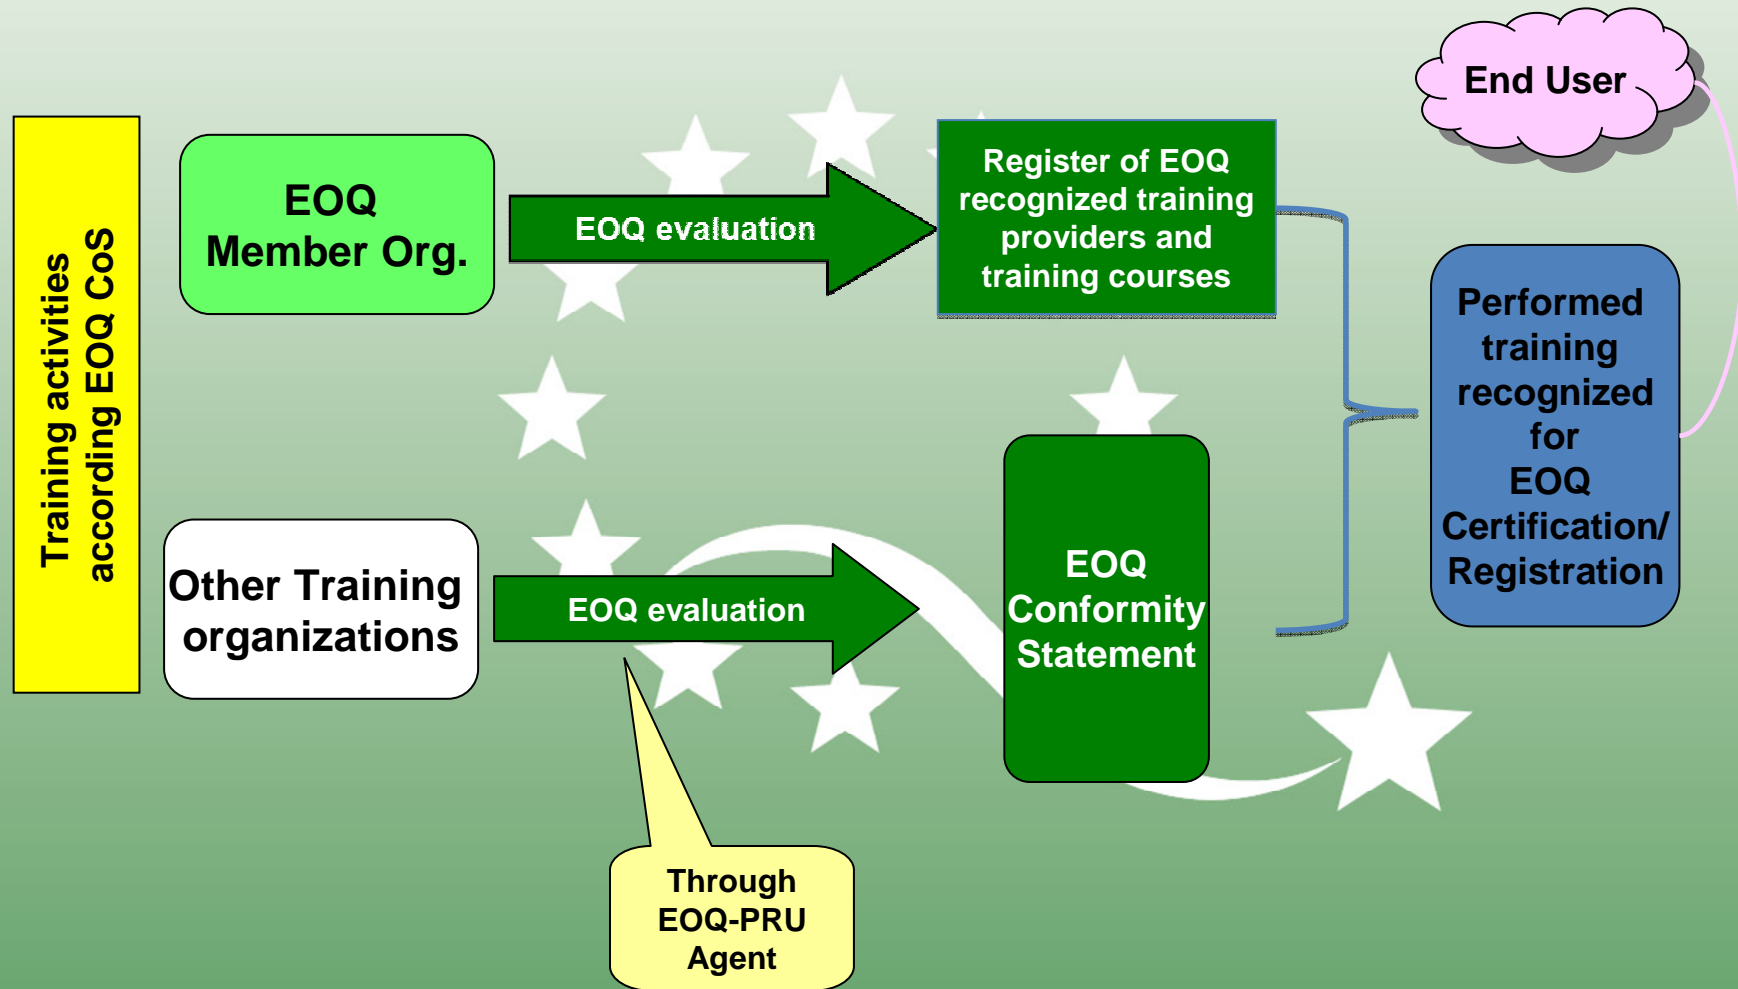 Training activities
according EOQ CoS
EOQ
Member Org.
EOQ evaluation
Register of EOQ
recognized training
providers and
training courses
End User
Performed
training
recognized
for
EOQ
Certification/
Registration
Other Training
organizations
EOQ evaluation
EOQ
Conformity
Statement
Through
EOQ-PRU
Agent